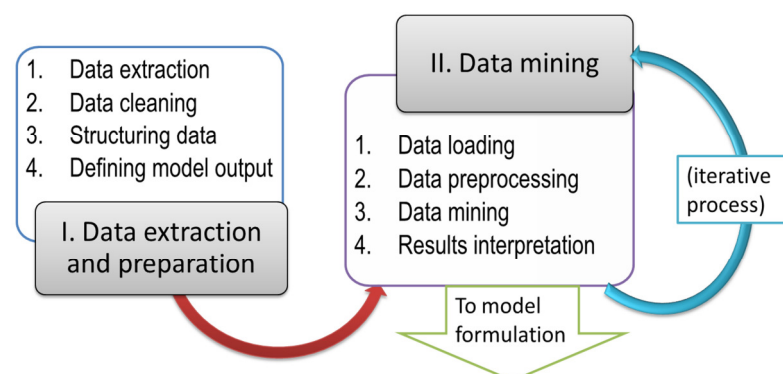 1. Data extraction
2. Data cleaning
3. Structuring data
4. Defining model output
I. Data extraction
and preparation
II. Data mining
1. Data loading
2. Data preprocessing
3. Data mining
4. Results interpretation
(iterative
process)
To model
formulation